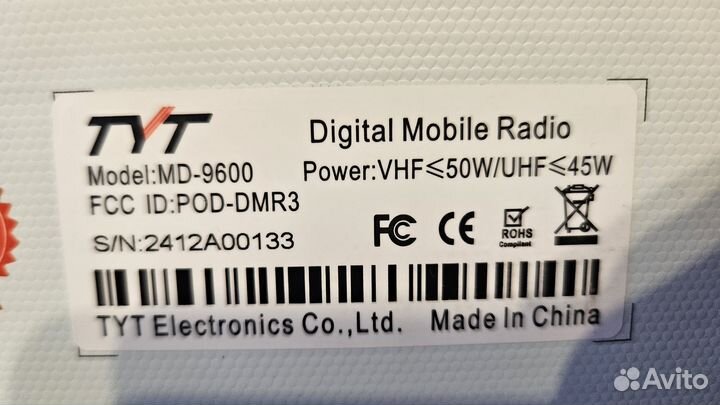 TYT
Digital Mobile Radio
Model:MD-9600
Power:VHF≤50W/UHF≤45W
FCC ID:POD-DMR3
S/N:2412A00133
FC CE ROHS
Compliant
TYT Electronics Co.,Ltd. Made In China
Avito